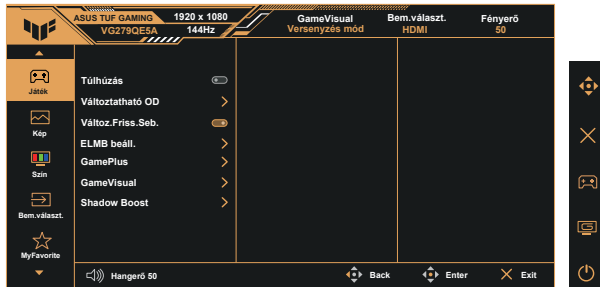 ASUS TUF GAMING 1920 x 1080 GameVisual Bem.választ. Fényerő
VG279QE5A 144Hz Versenyzés mód HDMI 50
Játék
Kép
Szín
Bem.választ.
MyFavorite
Túlhúzás
Változtatható OD
Változ.Friss.Seb.
ELMB beáll.
GamePlus
GameVisual
Shadow Boost
Hangerő 50 Back Enter Exit